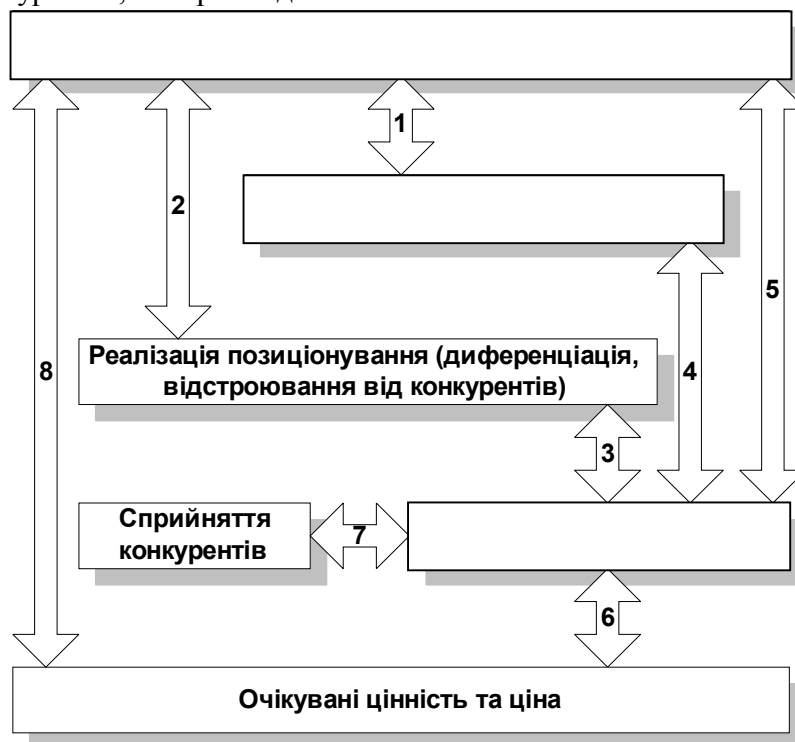 1
2
5
Реалізація позиціонування (диференціація,
відстроювання від конкурентів)
8
4
3
Сприйняття
конкурентів
7
6
Очікувані цінність та ціна